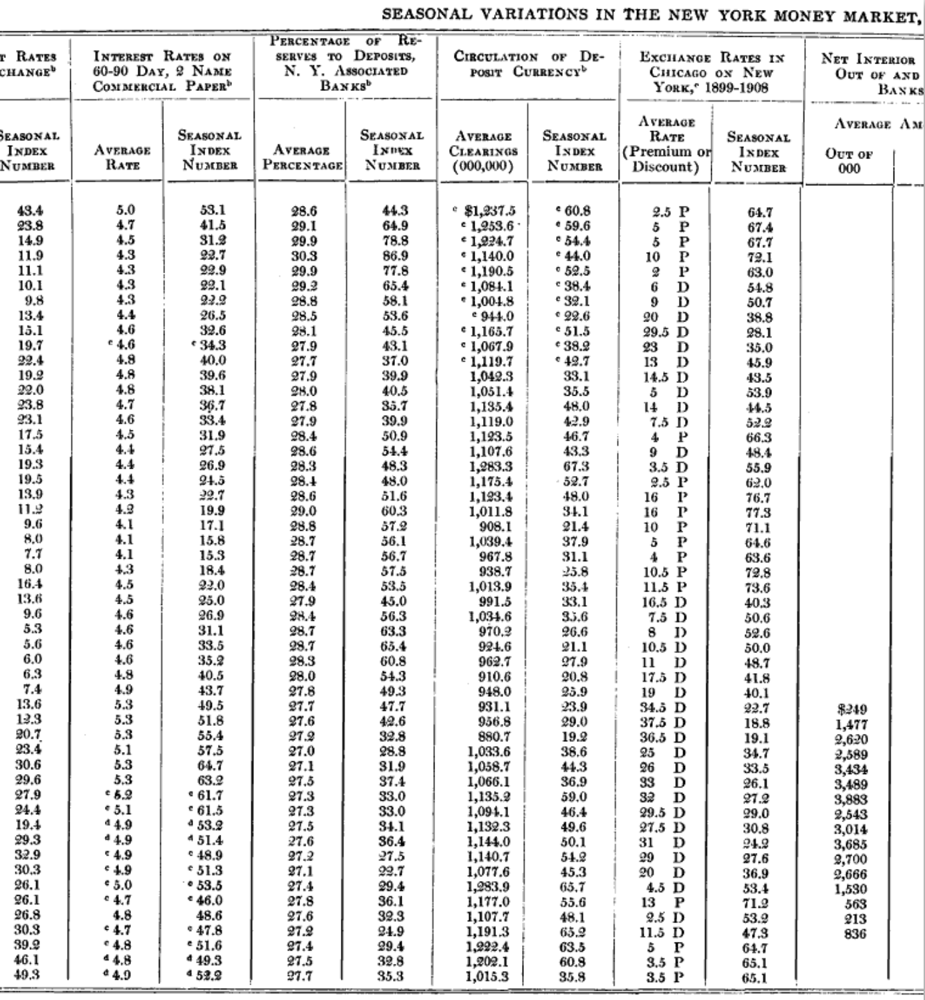 SEASONAL VARIATIONS IN THE NEW YORK MONEY MARKET,
T RATES INTEREST RATES ON PERCENTAGE OF RE- CIRCULATION OF DE- EXCHANGE RATES IN NET INTERIOR
CHANGEᵇ 60-90 DAY, 2 NAME SERVES TO DEPOSITS, POSIT CURRENCYᵇ CHICAGO ON NEW OUT OF AND
COMMERCIAL PAPERᵇ N. Y. ASSOCIATED YORK,ᵉ 1899-1908 BANKS
BANKSᵇ
SEASONAL INDEX NUMBER AVERAGE RATE SEASONAL INDEX NUMBER AVERAGE PERCENTAGE SEASONAL INDEX NUMBER AVERAGE CLEARINGS (000,000) SEASONAL INDEX NUMBER AVERAGE RATE (Premium or Discount) SEASONAL INDEX NUMBER AVERAGE AM OUT OF 000
43.4 5.0 53.1 28.6 44.3 ᶜ $1,237.5 ᶜ 60.8 2.5 P 64.7
23.8 4.7 41.5 29.1 64.9 ᶜ 1,253.6 ᶜ 59.6 5 P 67.4
14.9 4.5 31.2 29.9 78.8 ᶜ 1,224.7 ᶜ 54.4 5 P 67.7
11.9 4.3 22.7 30.3 86.9 ᶜ 1,140.0 ᶜ 44.0 10 P 72.1
11.1 4.3 22.9 29.9 77.8 ᶜ 1,190.5 ᶜ 52.5 2 P 63.0
10.1 4.3 22.1 29.2 65.4 ᶜ 1,084.1 ᶜ 38.4 6 D 54.8
9.8 4.3 22.2 28.8 58.1 ᶜ 1,004.8 ᶜ 32.1 9 D 50.7
13.4 4.4 26.5 28.5 53.6 ᶜ 944.0 ᶜ 22.6 20 D 38.8
15.1 4.6 32.6 28.1 45.5 ᶜ 1,165.7 ᶜ 51.5 29.5 D 28.1
19.7 ᶜ 4.6 ᶜ 34.3 27.9 43.1 ᶜ 1,067.9 ᶜ 38.2 23 D 35.0
22.4 4.8 40.0 27.7 37.0 ᶜ 1,119.7 ᶜ 42.7 13 D 45.9
19.2 4.8 39.6 27.9 39.9 1,042.3 33.1 14.5 D 43.5
22.0 4.8 38.1 28.0 40.5 1,051.4 35.5 5 D 53.9
23.8 4.7 36.7 27.8 35.7 1,135.4 48.0 14 D 44.5
23.1 4.6 33.4 27.9 39.9 1,119.0 42.9 7.5 D 52.2
17.5 4.5 31.9 28.4 50.9 1,123.5 46.7 4 P 66.3
15.4 4.4 27.5 28.6 54.4 1,107.6 43.3 9 D 48.4
19.3 4.4 26.9 28.3 48.3 1,283.3 67.3 3.5 D 55.9
19.5 4.4 24.5 28.4 48.0 1,175.4 52.7 2.5 P 62.0
13.9 4.3 22.7 28.6 51.6 1,123.4 48.0 16 P 76.7
11.2 4.2 19.9 29.0 60.3 1,011.8 34.1 16 P 77.3
9.6 4.1 17.1 28.8 57.2 908.1 21.4 10 P 71.1
8.0 4.1 15.8 28.7 56.1 1,039.4 37.9 5 P 64.6
7.7 4.1 15.3 28.7 56.7 967.8 31.1 4 P 63.6
8.0 4.3 18.4 28.7 57.5 938.7 25.8 10.5 P 72.8
16.4 4.5 22.0 28.4 53.5 1,013.9 35.4 11.5 P 73.6
13.6 4.5 25.0 27.9 45.0 991.5 33.1 16.5 D 40.3
9.6 4.6 26.9 28.4 56.3 1,034.6 35.6 7.5 D 50.6
5.3 4.6 31.1 28.7 63.3 970.2 26.6 8 D 52.6
5.6 4.6 33.5 28.7 65.4 924.6 21.1 10.5 D 50.0
6.0 4.6 35.2 28.3 60.8 962.7 27.9 11 D 48.7
6.3 4.8 40.5 28.0 54.3 910.6 20.8 17.5 D 41.8
7.4 4.9 43.7 27.8 49.3 948.0 25.9 19 D 40.1
13.6 5.3 49.5 27.7 47.7 931.1 23.9 34.5 D 22.7 $249
12.3 5.3 51.8 27.6 42.6 956.8 29.0 37.5 D 18.8 1,477
20.7 5.3 55.4 27.2 32.8 880.7 19.2 36.5 D 19.1 2,620
23.4 5.1 57.5 27.0 28.8 1,033.6 38.6 25 D 34.7 2,589
30.6 5.3 64.7 27.1 31.9 1,058.7 44.3 26 D 33.5 3,434
29.6 5.3 63.2 27.5 37.4 1,066.1 36.9 33 D 26.1 3,489
27.9 ᶜ 5.2 ᶜ 61.7 27.3 33.0 1,135.2 59.0 32 D 27.2 3,883
24.4 ᶜ 5.1 ᶜ 61.5 27.3 33.0 1,094.1 46.4 29.5 D 29.0 2,543
19.4 ᵈ 4.9 ᵈ 53.2 27.5 34.1 1,132.3 49.6 27.5 D 30.8 3,014
29.3 ᵈ 4.9 ᵈ 51.4 27.6 36.4 1,144.0 50.1 31 D 24.2 3,685
32.9 ᶜ 4.9 ᶜ 48.9 27.2 27.5 1,140.7 54.2 29 D 27.6 2,700
30.3 ᶜ 4.9 ᶜ 51.3 27.1 22.7 1,077.6 45.3 20 D 36.9 2,666
26.1 ᶜ 5.0 ᶜ 53.5 27.4 29.4 1,283.9 65.7 4.5 D 53.4 1,530
26.1 ᶜ 4.7 ᶜ 46.0 27.8 36.1 1,177.0 55.6 13 P 71.2 563
26.8 4.8 48.6 27.6 32.3 1,107.7 48.1 2.5 D 53.2 213
30.3 ᶜ 4.7 ᶜ 47.8 27.2 24.9 1,191.3 65.2 11.5 D 47.3 836
39.2 ᶜ 4.8 ᶜ 51.6 27.4 29.4 1,222.4 63.5 5 P 64.7
46.1 ᵈ 4.8 ᵈ 49.3 27.5 32.8 1,202.1 60.8 3.5 P 65.1
49.3 ᵈ 4.9 ᵈ 52.2 27.7 35.3 1,015.3 35.8 3.5 P 65.1